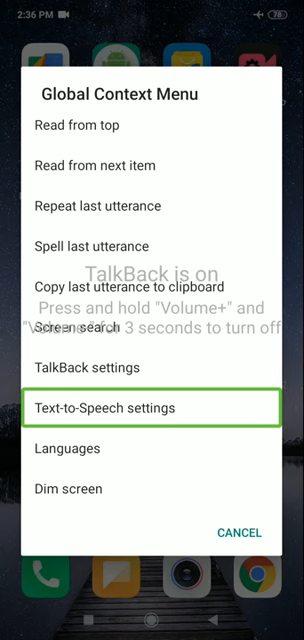 2:36 PM
78
Global Context Menu
Read from top
Read from next item
Repeat last utterance
Spell last utterance
TalkBack is on
Copy last utterance to clipboard
Press and hold "Volume+" and
Screen search
for 3 seconds to turn off
TalkBack settings
Text-to-Speech settings
Languages
Dim screen
CANCEL